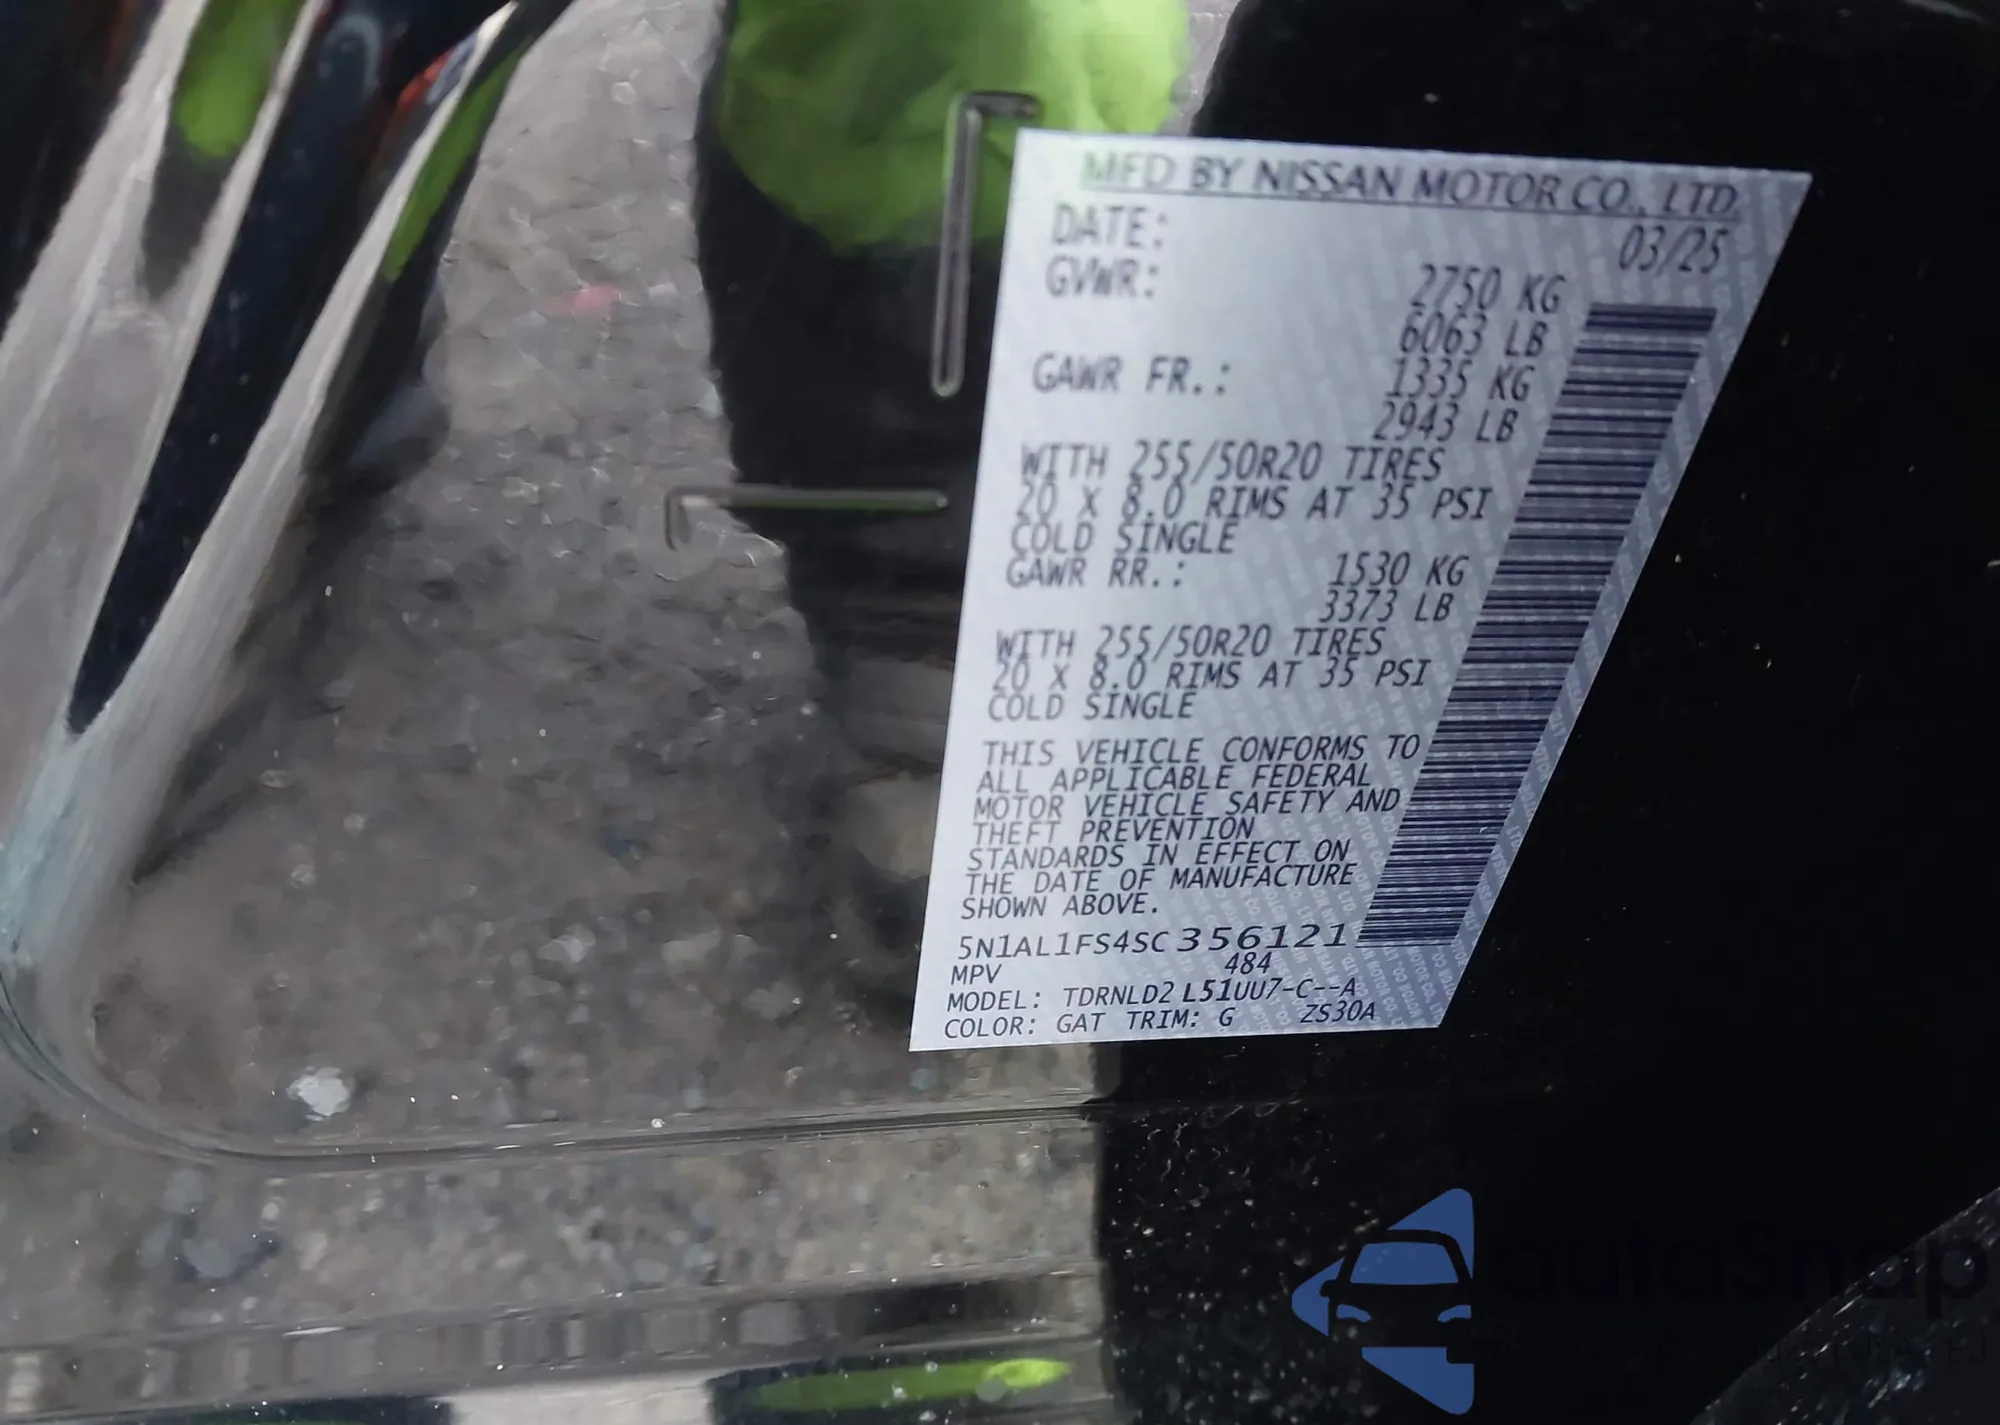 MFD BY NISSAN MOTOR CO., LTD.
DATE: 03/25
GVWR: 2750 KG
6063 LB
GAWR FR.: 1335 KG
2943 LB
WITH 255/50R20 TIRES
20 X 8.0 RIMS AT 35 PSI
COLD SINGLE
GAWR RR.: 1530 KG
3373 LB
WITH 255/50R20 TIRES
20 X 8.0 RIMS AT 35 PSI
COLD SINGLE
THIS VEHICLE CONFORMS TO
ALL APPLICABLE FEDERAL
MOTOR VEHICLE SAFETY AND
THEFT PREVENTION
STANDARDS IN EFFECT ON
THE DATE OF MANUFACTURE
SHOWN ABOVE.
5N1AL1FS4SC356121
MPV 484
MODEL: TDRNLD2 L51UU7-C--A
COLOR: GAT TRIM: G ZS30A
autoSnap